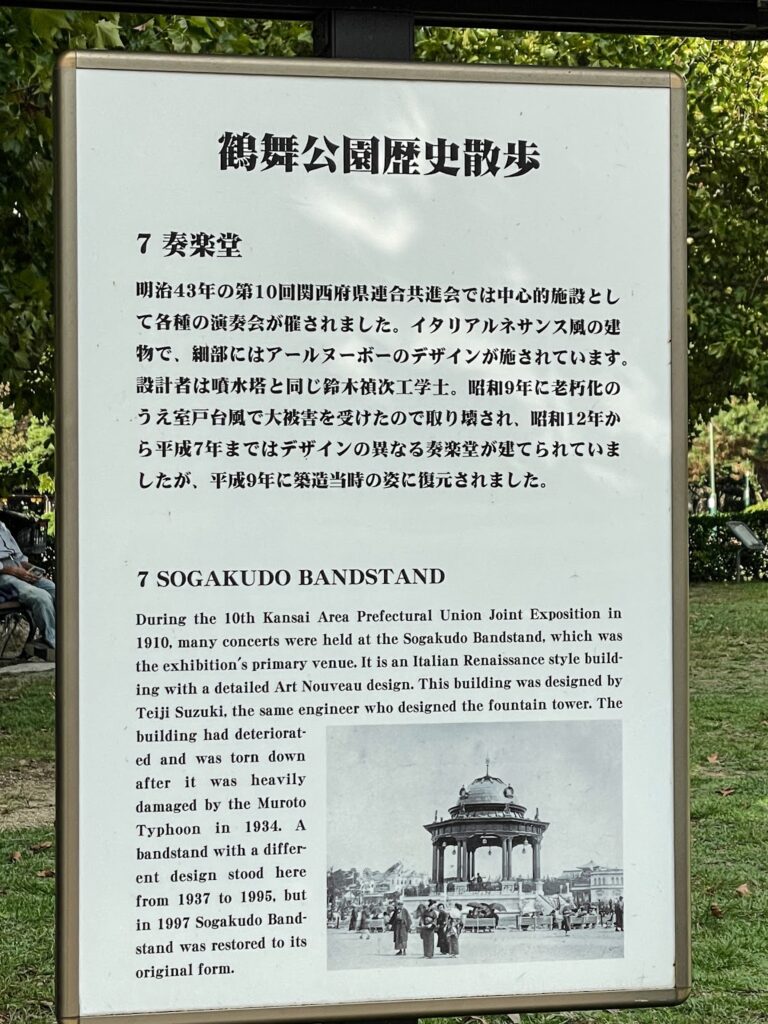 鶴舞公園歴史散歩
7 奏楽堂
明治43年の第10回関西府県連合共進会では中心的施設とし
て各種の演奏会が催されました。イタリアルネサンス風の建
物で、細部にはアールヌーボーのデザインが施されています。
設計者は噴水塔と同じ鈴木禎次工学士。昭和9年に老朽化の
うえ室戸台風で大被害を受けたので取り壊され、昭和12年か
ら平成7年まではデザインの異なる奏楽堂が建てられていま
したが、平成9年に築造当時の姿に復元されました。
7 SOGAKUDO BANDSTAND
During the 10th Kansai Area Prefectural Union Joint Exposition in
1910, many concerts were held at the Sogakudo Bandstand, which was
the exhibition's primary venue. It is an Italian Renaissance style build-
ing with a detailed Art Nouveau design. This building was designed by
Teiji Suzuki, the same engineer who designed the fountain tower. The
building had deteriorat-
ed and was torn down
after it was heavily
damaged by the Muroto
Typhoon in 1934. A
bandstand with a differ-
ent design stood here
from 1937 to 1995, but
in 1997 Sogakudo Band-
stand was restored to its
original form.